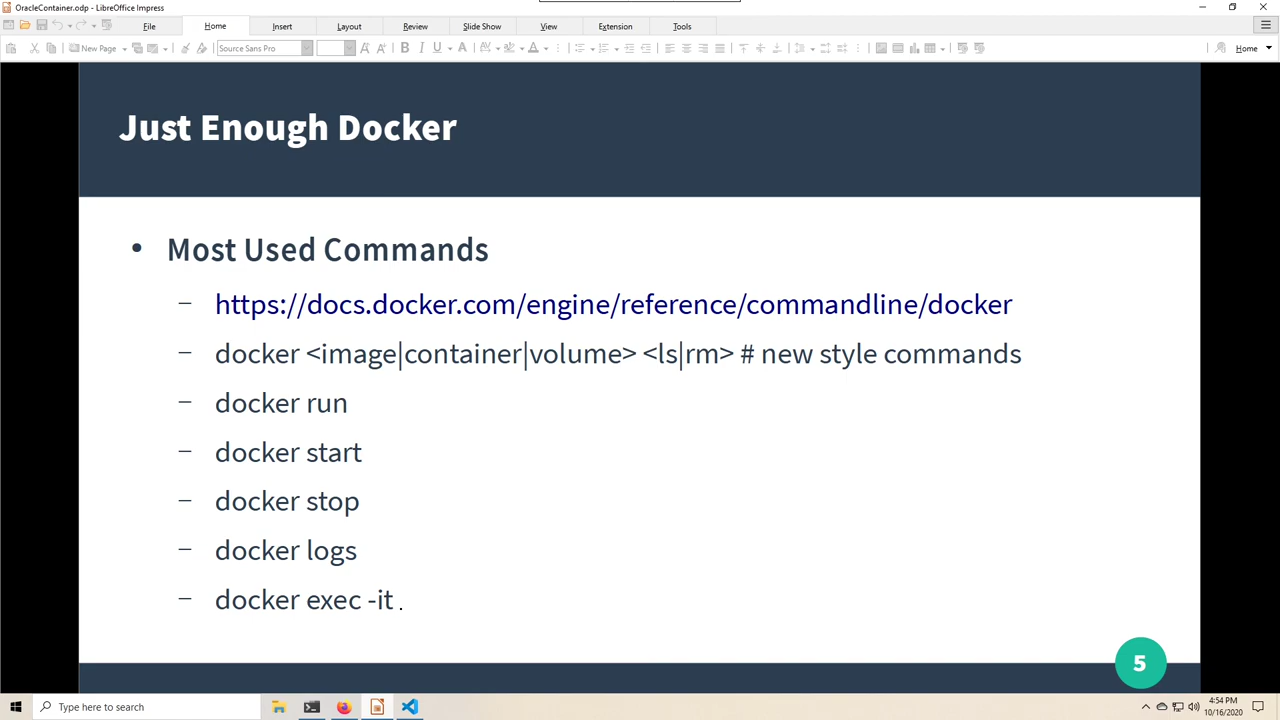 OracleContainer.odp - LibreOffice Impress
File Home Insert Layout Review Slide Show View Extension Tools
New Page Source Sans Pro Home
Just Enough Docker
• Most Used Commands
– https://docs.docker.com/engine/reference/commandline/docker
– docker <image|container|volume> <ls|rm> # new style commands
– docker run
– docker start
– docker stop
– docker logs
– docker exec -it
5
Type here to search
4:54 PM
10/16/2020